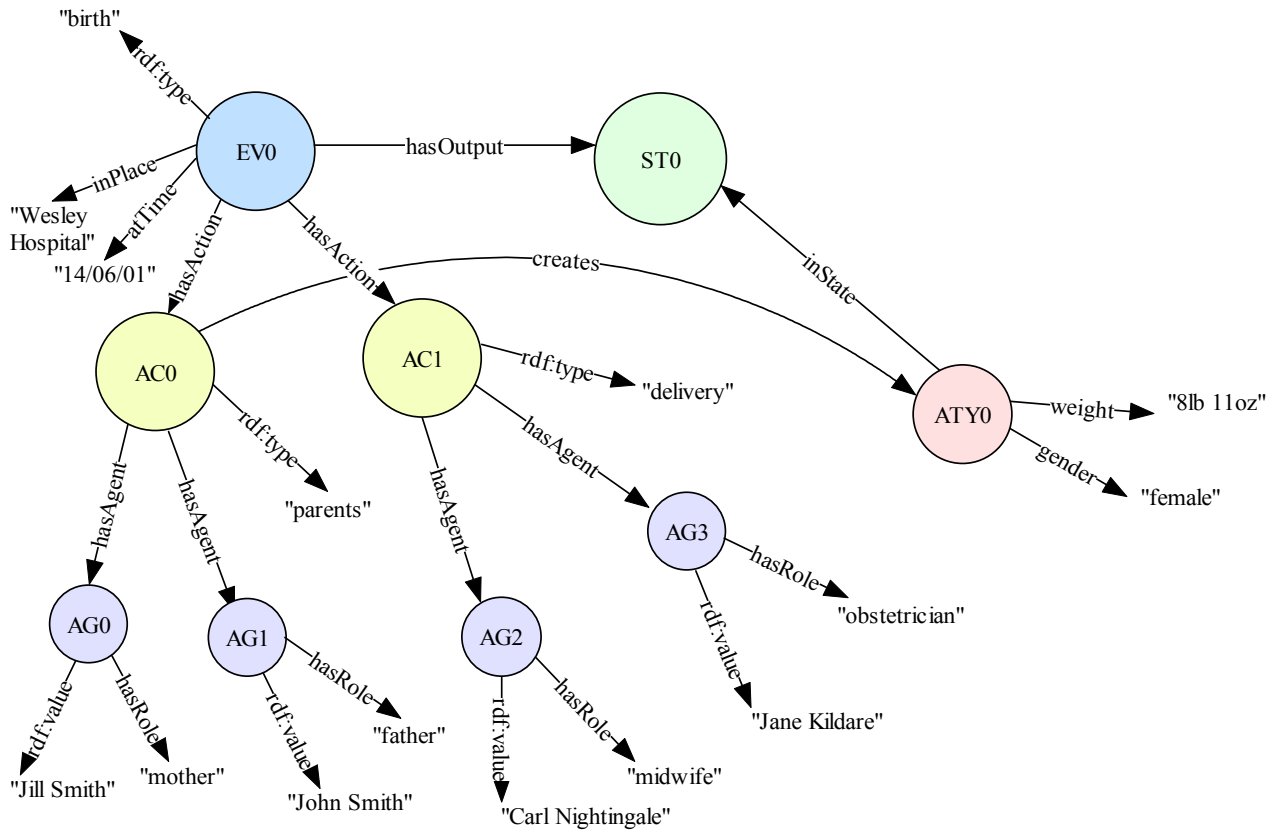 "birth"
rdf:type
EV0
hasOutput
ST0
inPlace
"Wesley
Hospital"
atTime
"14/06/01"
hasAction
hasAction
creates
inState
AC0
AC1
rdf:type
"delivery"
ATY0
weight
"8lb 11oz"
gender
"female"
rdf:type
"parents"
hasAgent
hasAgent
hasAgent
hasAgent
AG3
hasRole
"obstetrician"
rdf:value
"Jane Kildare"
AG0
AG1
AG2
rdf:value
"Jill Smith"
hasRole
"mother"
hasRole
"father"
rdf:value
"John Smith"
rdf:value
"Carl Nightingale"
hasRole
"midwife"